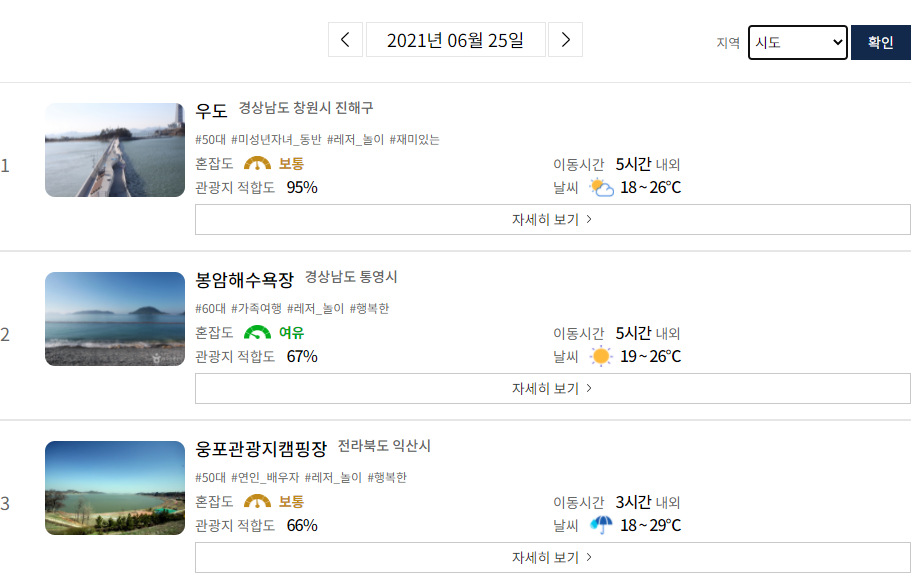 2021년 06월 25일
지역 시도 확인
1
우도 경상남도 창원시 진해구
#50대 #미성년자녀_동반 #레저_놀이 #재미있는
혼잡도 보통 이동시간 5시간 내외
관광지 적합도 95% 날씨 18~26℃
자세히 보기 >
2
봉암해수욕장 경상남도 통영시
#60대 #가족여행 #레저_놀이 #행복한
혼잡도 여유 이동시간 5시간 내외
관광지 적합도 67% 날씨 19~26℃
자세히 보기 >
3
웅포관광지캠핑장 전라북도 익산시
#50대 #연인_배우자 #레저_놀이 #행복한
혼잡도 보통 이동시간 3시간 내외
관광지 적합도 66% 날씨 18~29℃
자세히 보기 >